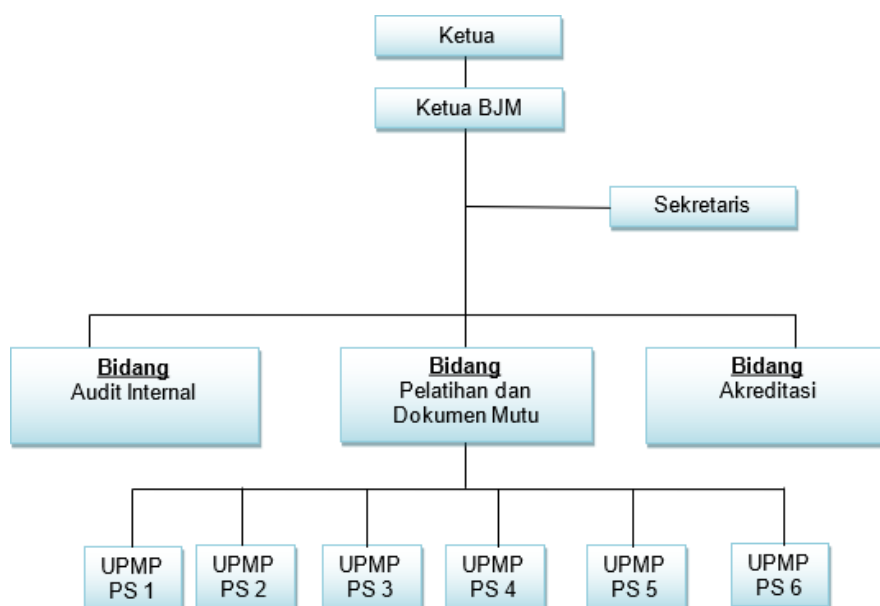 Ketua
Ketua BJM
Sekretaris
Bidang
Audit Internal
Bidang
Pelatihan dan
Dokumen Mutu
Bidang
Akreditasi
UPMP
PS 1
UPMP
PS 2
UPMP
PS 3
UPMP
PS 4
UPMP
PS 5
UPMP
PS 6